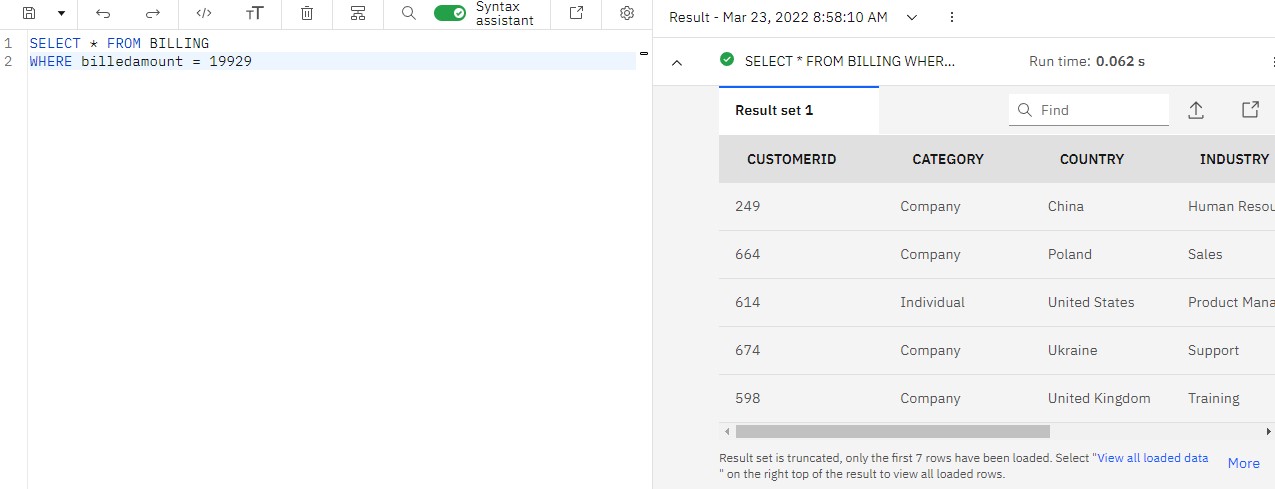 Syntax
assistant
1 SELECT * FROM BILLING
2 WHERE billedamount = 19929
Result - Mar 23, 2022 8:58:10 AM
SELECT * FROM BILLING WHER... Run time: 0.062 s
Result set 1 Find
CUSTOMERID CATEGORY COUNTRY INDUSTRY
249 Company China Human Resou
664 Company Poland Sales
614 Individual United States Product Mana
674 Company Ukraine Support
598 Company United Kingdom Training
Result set is truncated, only the first 7 rows have been loaded. Select "View all loaded data
" on the right top of the result to view all loaded rows. More